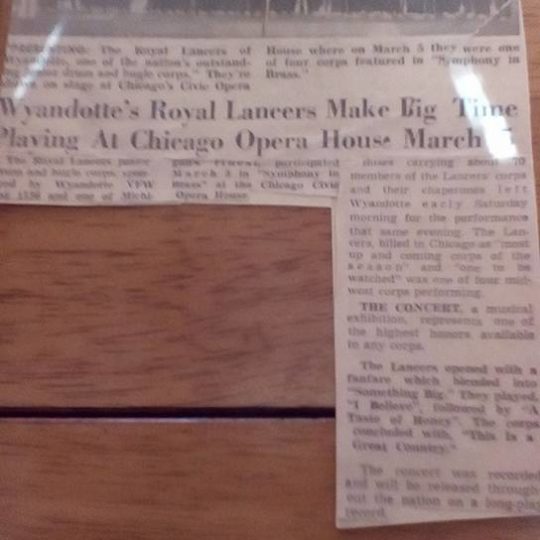 The Royal Lancers of
Wyandotte, one of the nation's outstand-
junior drum and bugle corps." They're
on stage at Chicago's Civic Opera
House where on March 5 they were one
of four corps featured in "Symphony in
Brass."
Wyandotte's Royal Lancers Make Big Time
Playing At Chicago Opera House March 5
The Royal Lancers junior
drum and bugle corps, spon-
by Wyandotte VFW
1136 and one of Michi-
participated
March 5 in "Symphony in
Brass" at the Chicago Civic
Opera House.
buses carrying about 70
members of the Lancers' corps
and their chaperones left
Wyandotte early Saturday
morning for the performance
that same evening. The Lan-
cers, billed in Chicago as "most
up and coming corps of the
season" and "one to be
watched" was one of four mid-
west corps performing.
THE CONCERT, a musical
exhibition, represents one of
the highest honors available
to any corps.
The Lancers opened with a
fanfare which blended into
"Something Big." They played,
"I Believe", followed by "A
Taste of Honey". The corps
concluded with, "This Is a
Great Country."
The concert was recorded
and will be released through-
out the nation on a long-play
record.